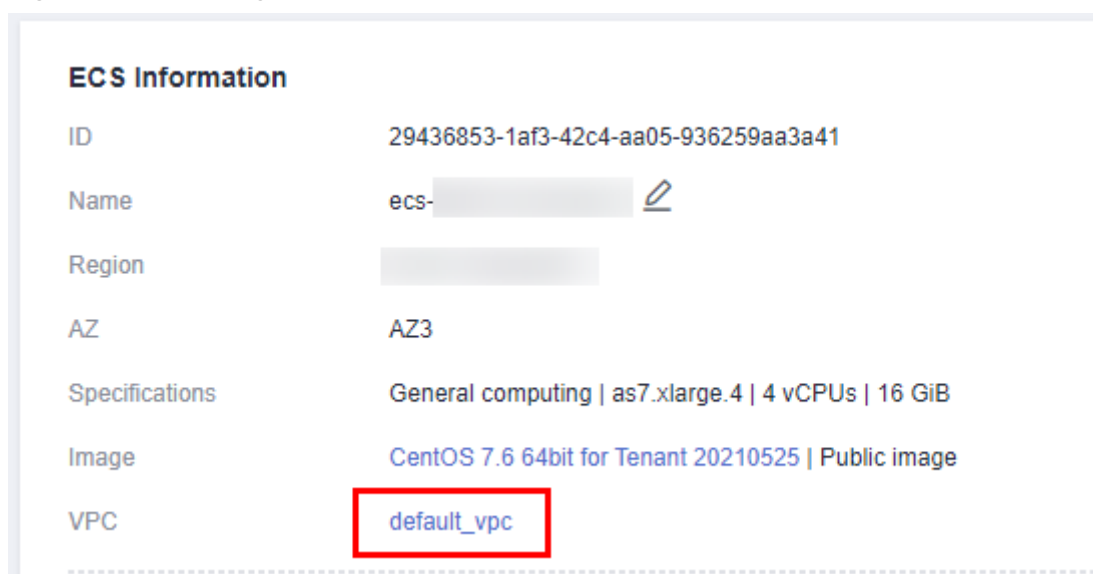 ECS Information
ID 29436853-1af3-42c4-aa05-936259aa3a41
Name ecs-
Region
AZ AZ3
Specifications General computing | as7.xlarge.4 | 4 vCPUs | 16 GiB
Image CentOS 7.6 64bit for Tenant 20210525 | Public image
VPC default_vpc